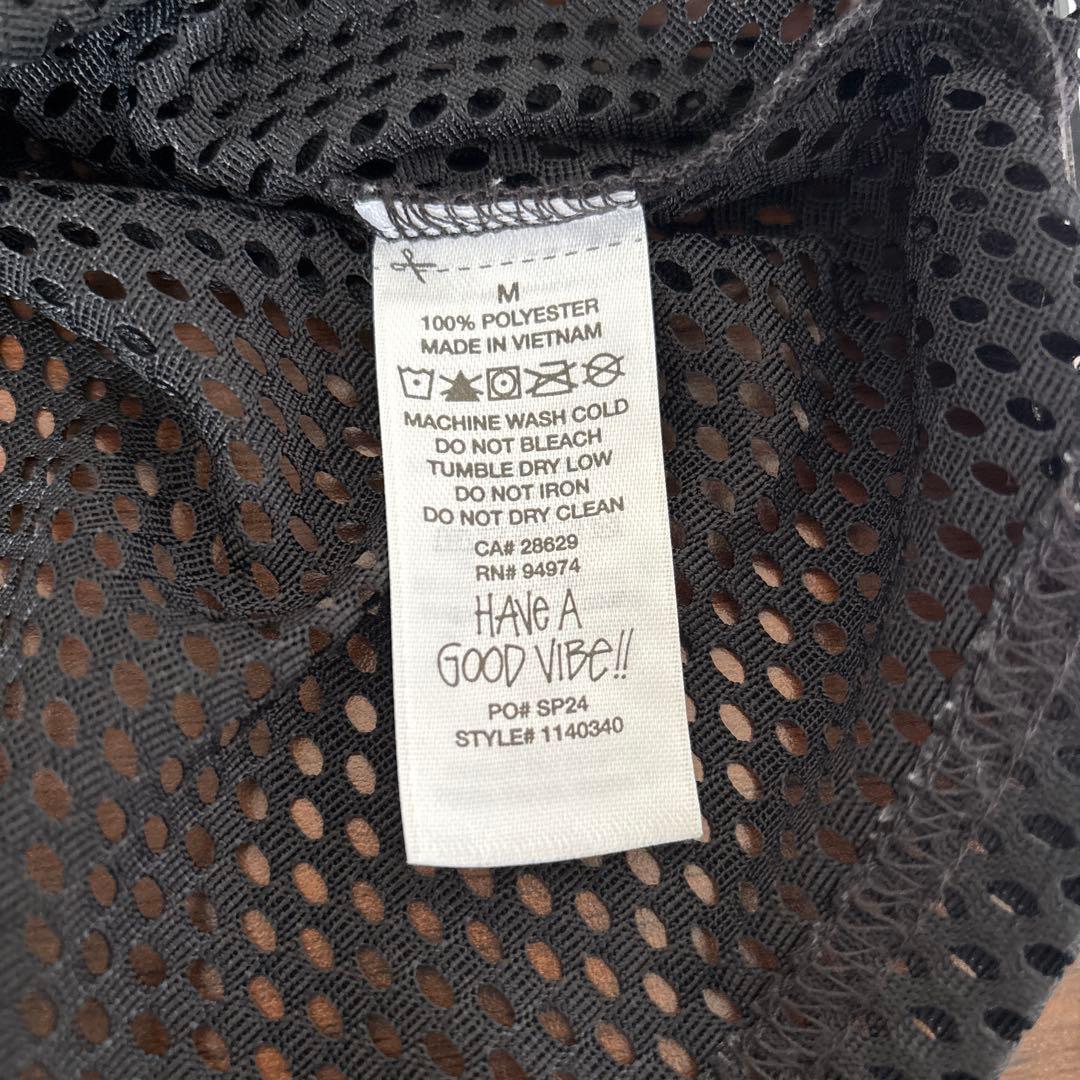 M
100% POLYESTER
MADE IN VIETNAM
MACHINE WASH COLD
DO NOT BLEACH
TUMBLE DRY LOW
DO NOT IRON
DO NOT DRY CLEAN
CA# 28629
RN# 94974
HAVE A
GOOD VIBE!!
PO# SP24
STYLE# 1140340